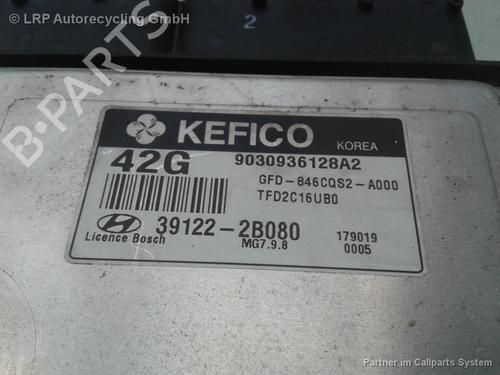 © LRP Autorecycling GmbH
2
KEFICO
KOREA
42G
9030936128A2
GFD-846CQS2-A000
TFD2C16UB0
39122-2B080
Licence Bosch
MG7.9.8
179019
0005
B-PARTS
Partner im Callparts System